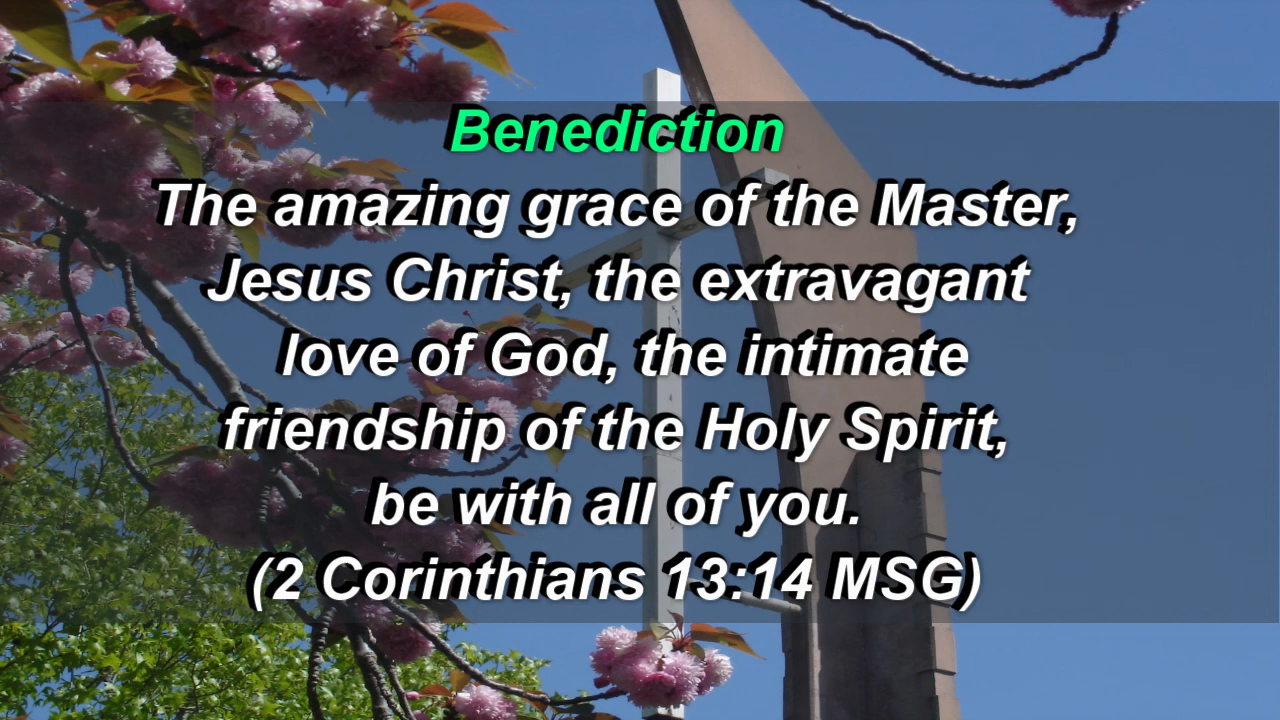 Benediction
The amazing grace of the Master,
Jesus Christ, the extravagant
love of God, the intimate
friendship of the Holy Spirit,
be with all of you.
(2 Corinthians 13:14 MSG)